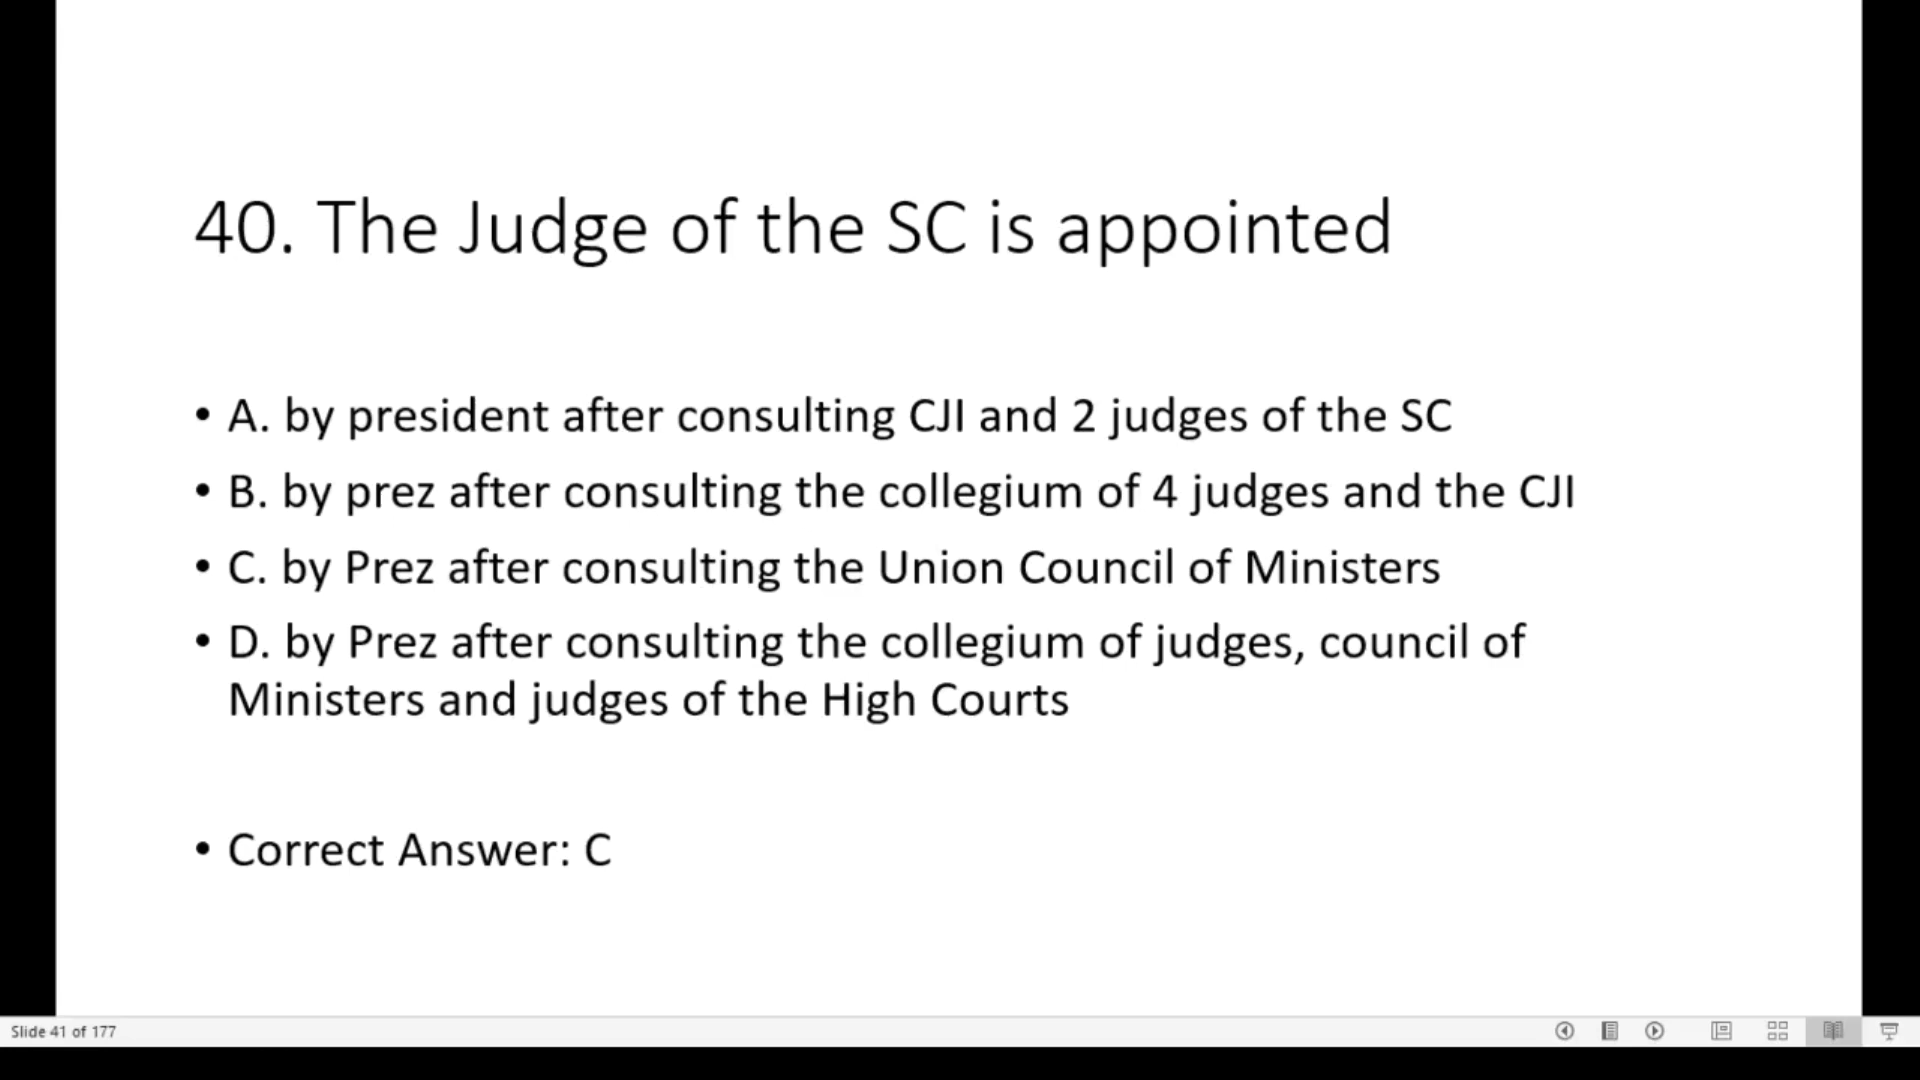 40. The Judge of the SC is appointed
• A. by president after consulting CJI and 2 judges of the SC
• B. by prez after consulting the collegium of 4 judges and the CJI
• C. by Prez after consulting the Union Council of Ministers
• D. by Prez after consulting the collegium of judges, council of
Ministers and judges of the High Courts
• Correct Answer: C
Slide 41 of 177